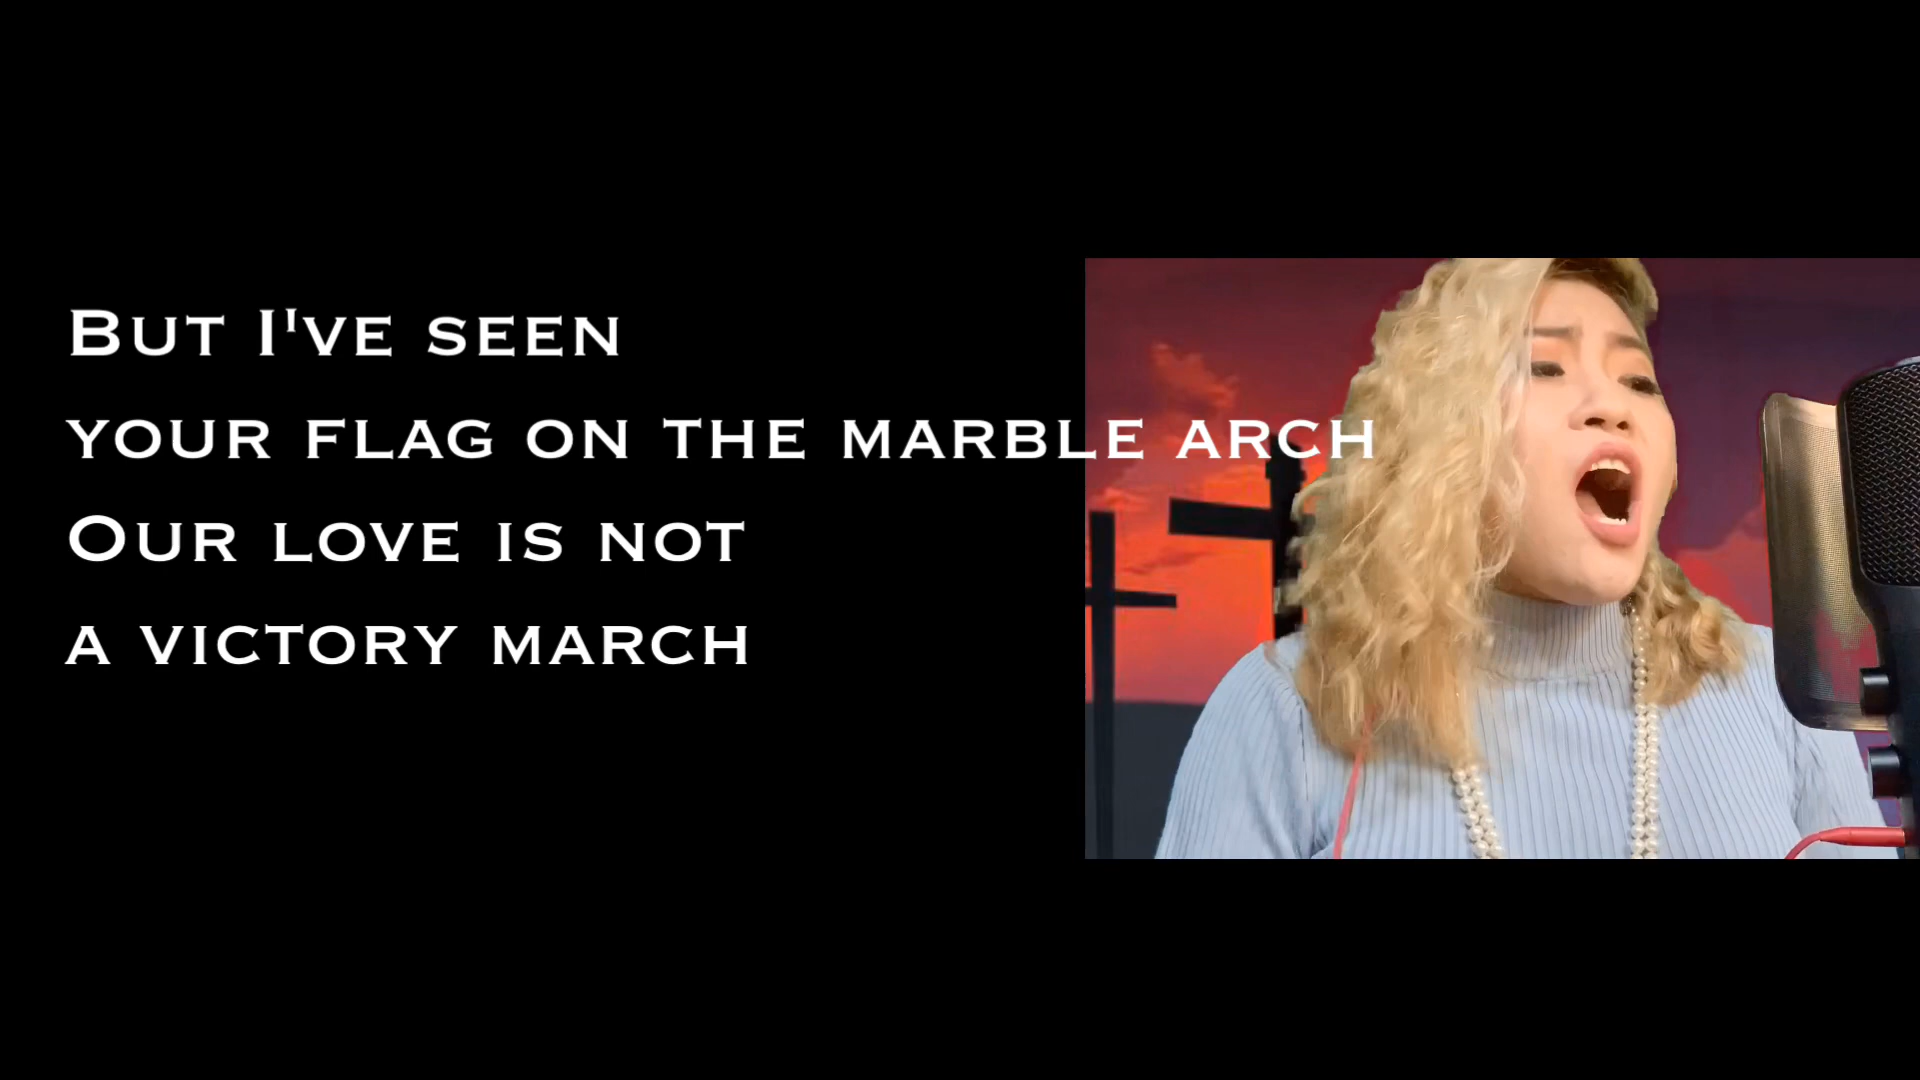 But I've seen
your flag on the marble arch
Our love is not
a victory march